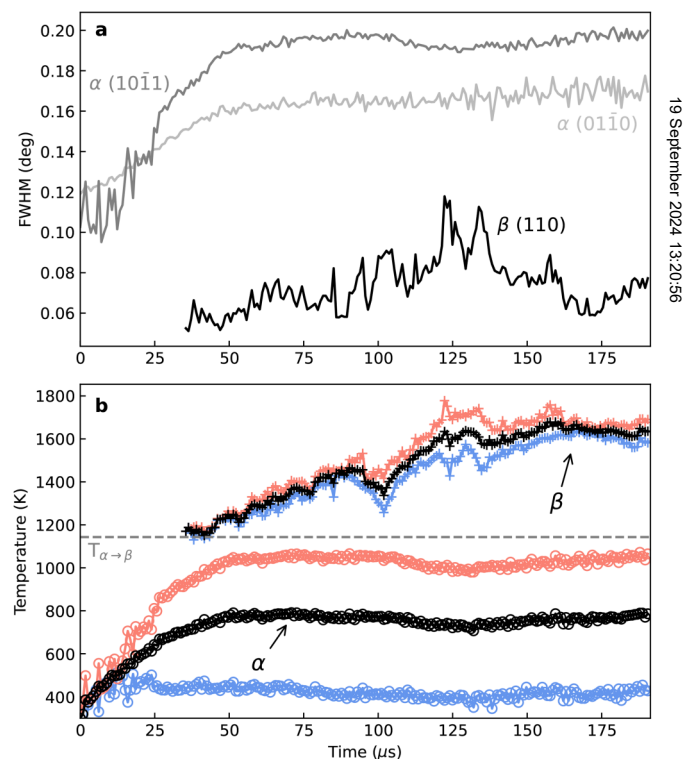 a
0.20
0.18
0.16
0.14
0.12
0.10
0.08
0.06
FWHM (deg)
α (101̄1)
α (011̄0)
β (110)
0 25 50 75 100 125 150 175
19 September 2024 13:20:56
b
1800
1600
1400
1200
1000
800
600
400
Temperature (K)
β
Tα→β
α
0 25 50 75 100 125 150 175
Time (μs)